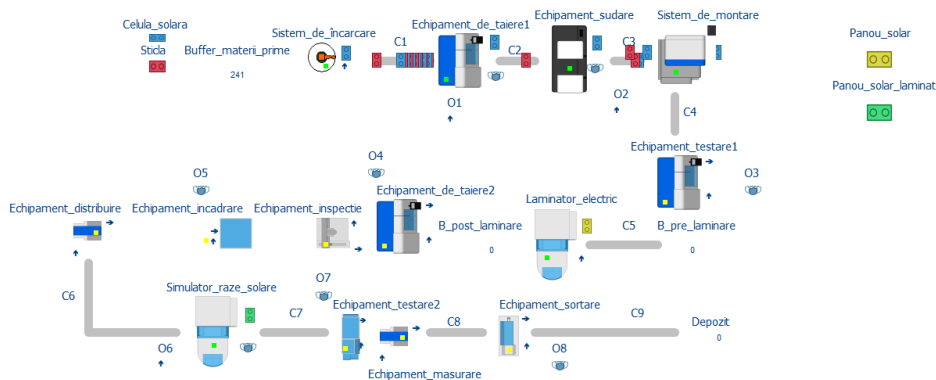 Celula_solara
Sticla
Buffer_materii_prime
241
Sistem_de_încarcare
C1
Echipament_de_taiere1
O1
C2
Echipament_sudare
O2
C3
Sistem_de_montare
Panou_solar
Panou_solar_laminat
C4
Echipament_testare1
O3
O4
O5
Echipament_distribuire
Echipament_incadrare
Echipament_inspectie
Echipament_de_taiere2
B_post_laminare
0
Laminator_electric
C5
B_pre_laminare
0
C6
Simulator_raze_solare
O6
C7
O7
Echipament_testare2
Echipament_masurare
C8
Echipament_sortare
O8
C9
Depozit
0